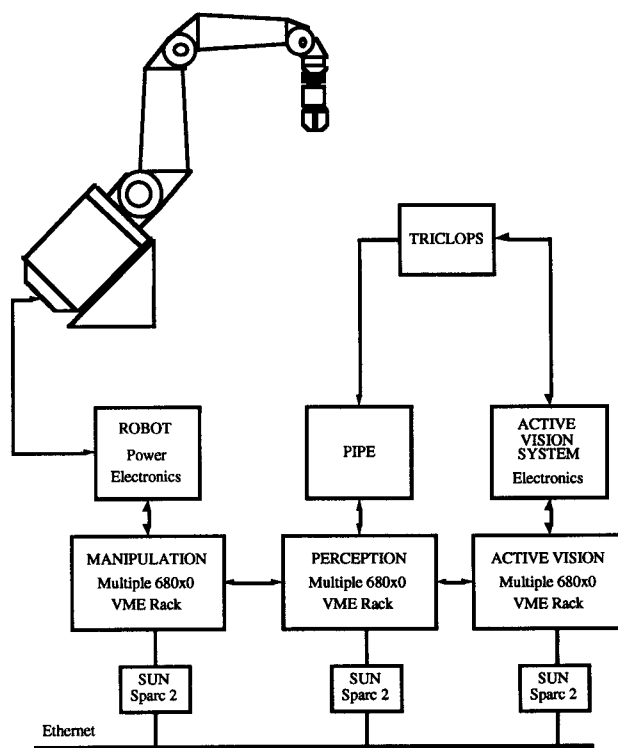 TRICLOPS
ROBOT
Power
Electronics
PIPE
ACTIVE
VISION
SYSTEM
Electronics
MANIPULATION
Multiple 680x0
VME Rack
PERCEPTION
Multiple 680x0
VME Rack
ACTIVE VISION
Multiple 680x0
VME Rack
SUN
Sparc 2
SUN
Sparc 2
SUN
Sparc 2
Ethernet